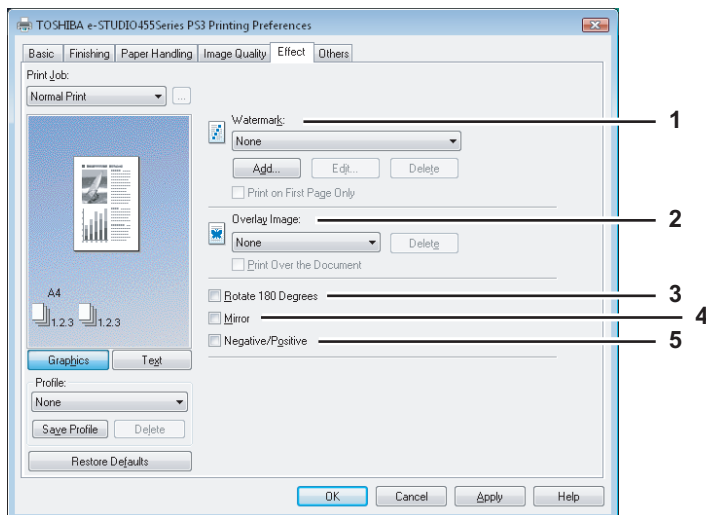 TOSHIBA e-STUDIO455Series PS3 Printing Preferences
Basic
Finishing
Paper Handling
Image Quality
Effect
Others
Print Job:
Normal Print
...
Watermark:
1
None
Add...
Edit...
Delete
Print on First Page Only
Overlay Image:
2
None
Delete
Print Over the Document
A4
1.2.3
1.2.3
Rotate 180 Degrees
3
Mirror
4
Negative/Positive
5
Graphics
Text
Profile:
None
Save Profile
Delete
Restore Defaults
OK
Cancel
Apply
Help